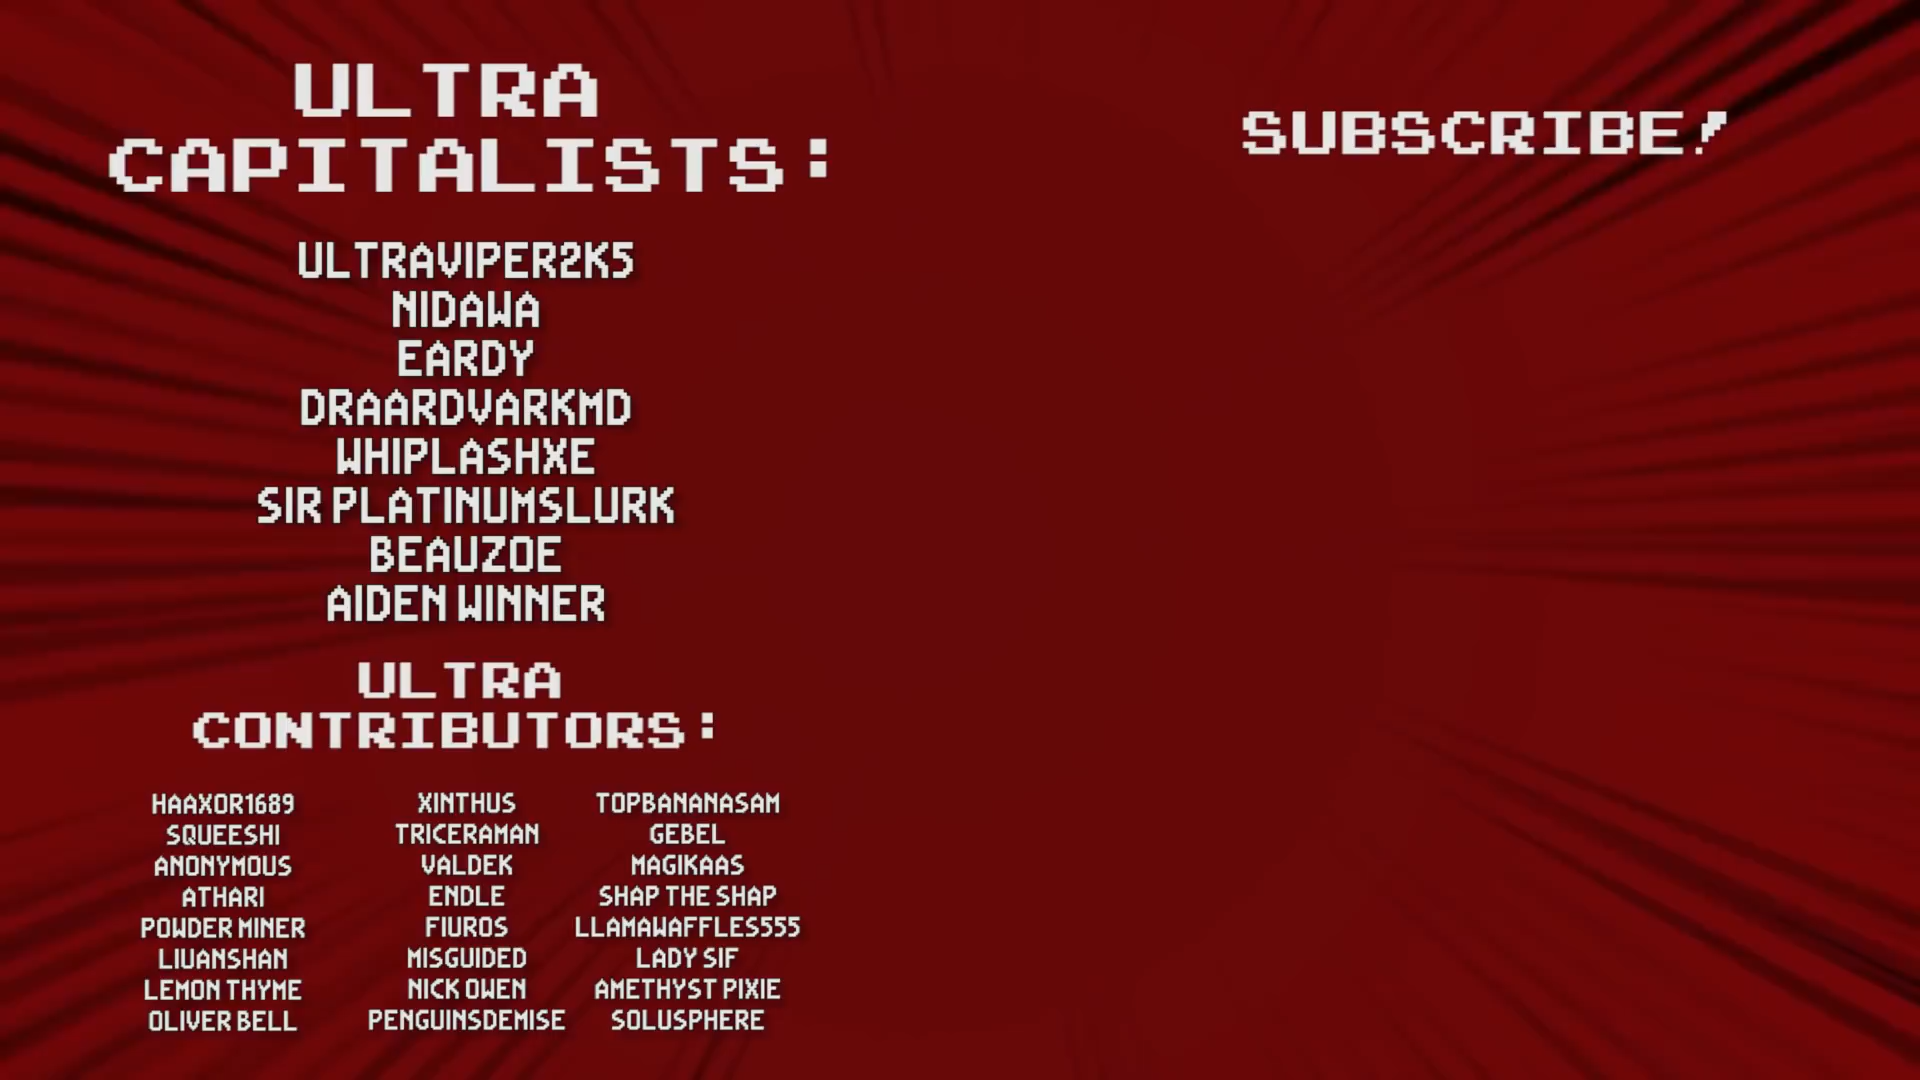 ULTRA
CAPITALISTS:
SUBSCRIBE!
ULTRAVIPER2K5
NIDAWA
EARDY
DRAARDVARKMD
WHIPLASHXE
SIR PLATINUMSLURK
BEAUZOE
AIDEN WINNER
ULTRA
CONTRIBUTORS:
HAAXOR1689 XINTHUS TOPBANANASAM
SQUEESHI TRICERAMAN GEBEL
ANONYMOUS VALDEK MAGIKAAS
ATHARI ENDLE SHAP THE SHAP
POWDER MINER FIUROS LLAMAWAFFLES555
LIUANSHAN MISGUIDED LADY SIF
LEMON THYME NICK OWEN AMETHYST PIXIE
OLIVER BELL PENGUINSDEMISE SOLUSPHERE